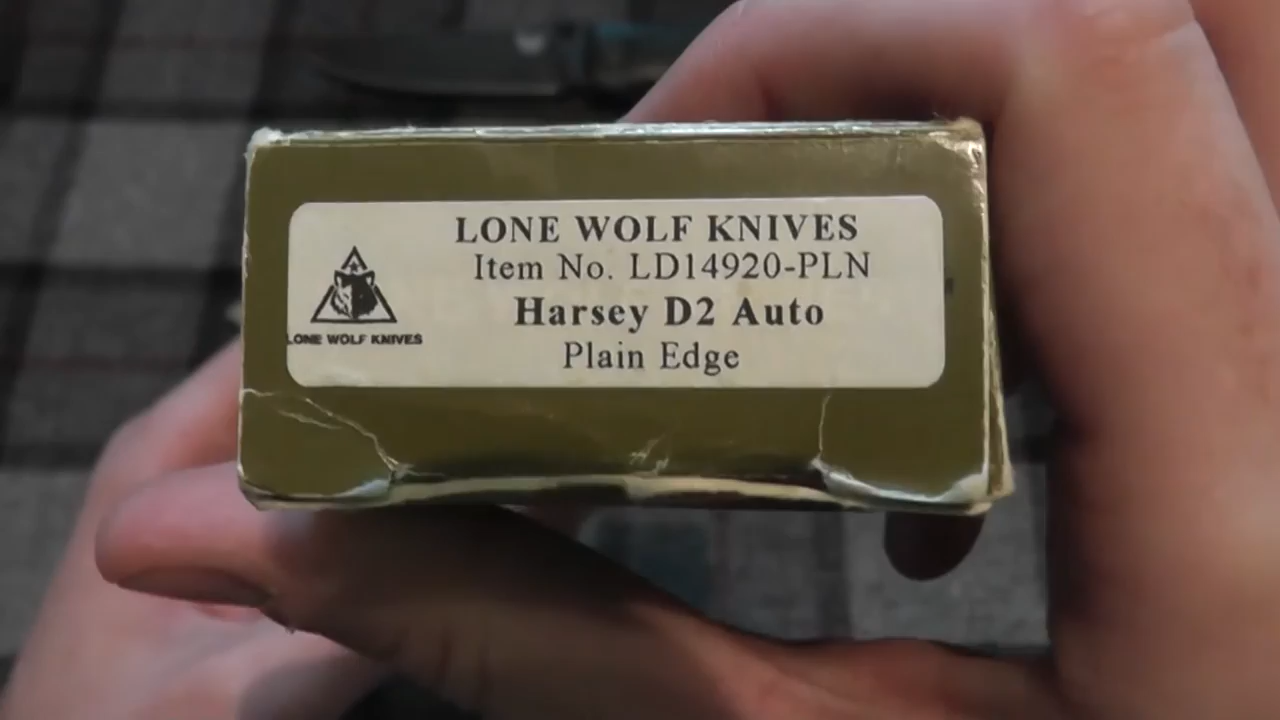 LONE WOLF KNIVES
Item No. LD14920-PLN
Harsey D2 Auto
Plain Edge
LONE WOLF KNIVES